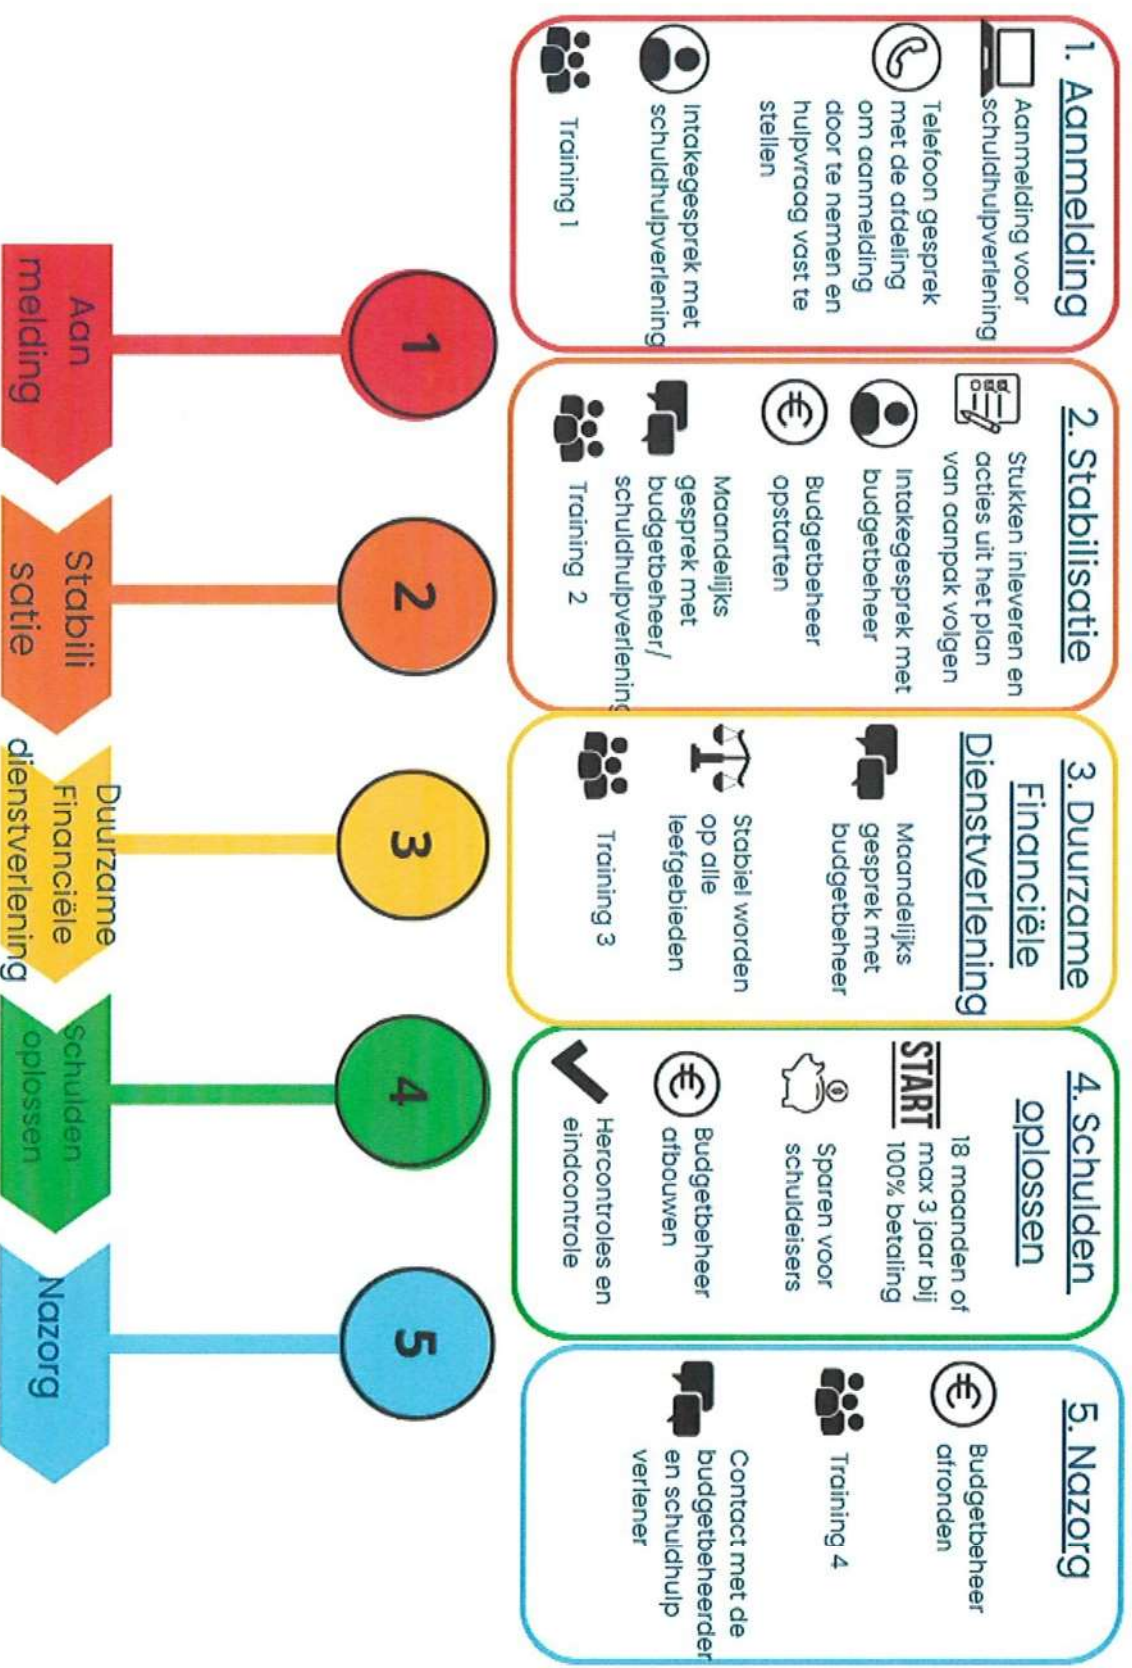 1. Aanmelding
Aanmelding voor
schuldhulpverlening
Telefoon gesprek
met de afdeling
om aanmelding
door te nemen en
hulpvraag vast te
stellen
Intakegesprek met
schuldhulpverlening
Training 1
2. Stabilisatie
Stukken inleveren en
acties uit het plan
van aanpak volgen
Intakegesprek met
budgetbeheer
Budgetbeheer
opstarten
Maandelijks
gesprek met
budgetbeheer/
schuldhulpverlening
Training 2
3. Duurzame
Financiële
Dienstverlening
Maandelijks
gesprek met
budgetbeheer
Stabiel worden
op alle
leefgebieden
Training 3
4. Schulden
oplossen
START
18 maanden of
max 3 jaar bij
100% betaling
Sparen voor
schuldeisers
Budgetbeheer
afbouwen
Hercontroles en
eindcontrole
5. Nazorg
Budgetbeheer
afronden
Training 4
Contact met de
budgetbeheerder
en schuldhulp
verlener
1
2
3
4
5
Aan
melding
Stabili
satie
Duurzame
Financiële
dienstverlening
Schulden
oplossen
Nazorg